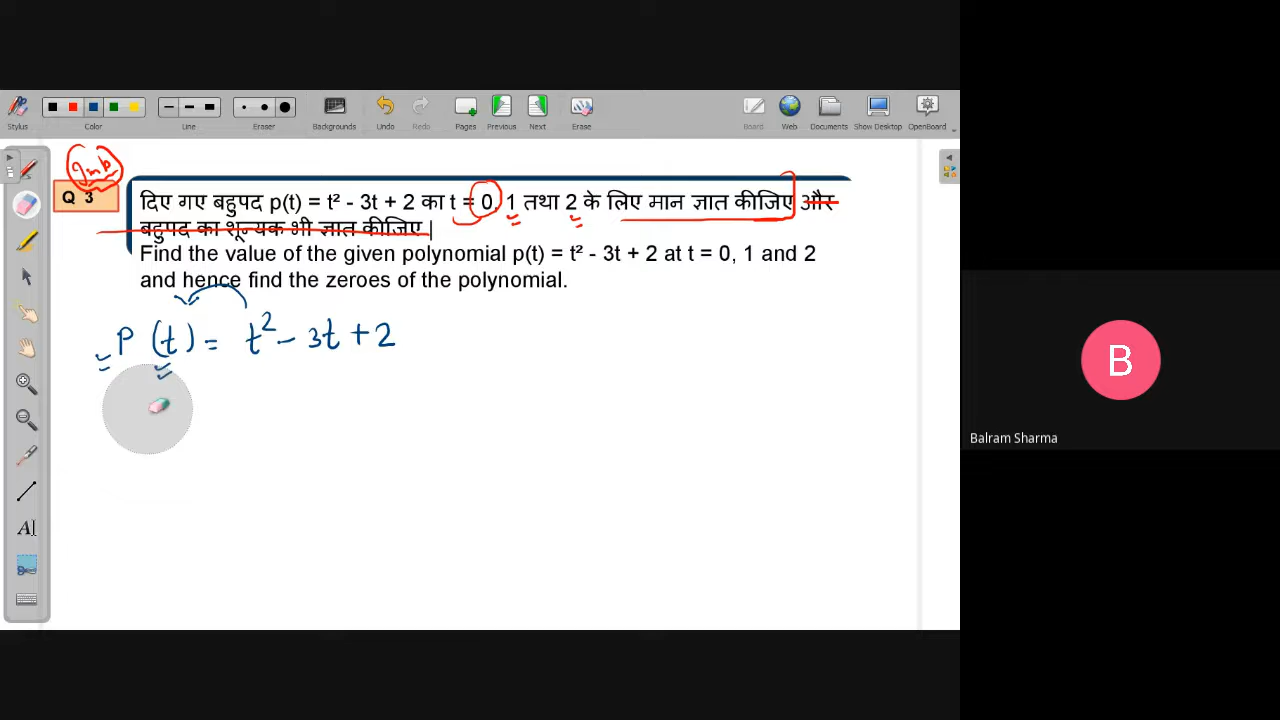 Stylus
Color
Line
Eraser
Backgrounds
Undo
Redo
Pages
Previous
Next
Erase
Board
Web
Documents
Show Desktop
OpenBoard
Imb
Q 3
दिए गए बहुपद p(t) = t² - 3t + 2 का t = 0, 1 तथा 2 के लिए मान ज्ञात कीजिए और
बहुपद का शून्यक भी ज्ञात कीजिए |
Find the value of the given polynomial p(t) = t² - 3t + 2 at t = 0, 1 and 2
and hence find the zeroes of the polynomial.
P (t) = t² - 3t + 2
B
Balram Sharma